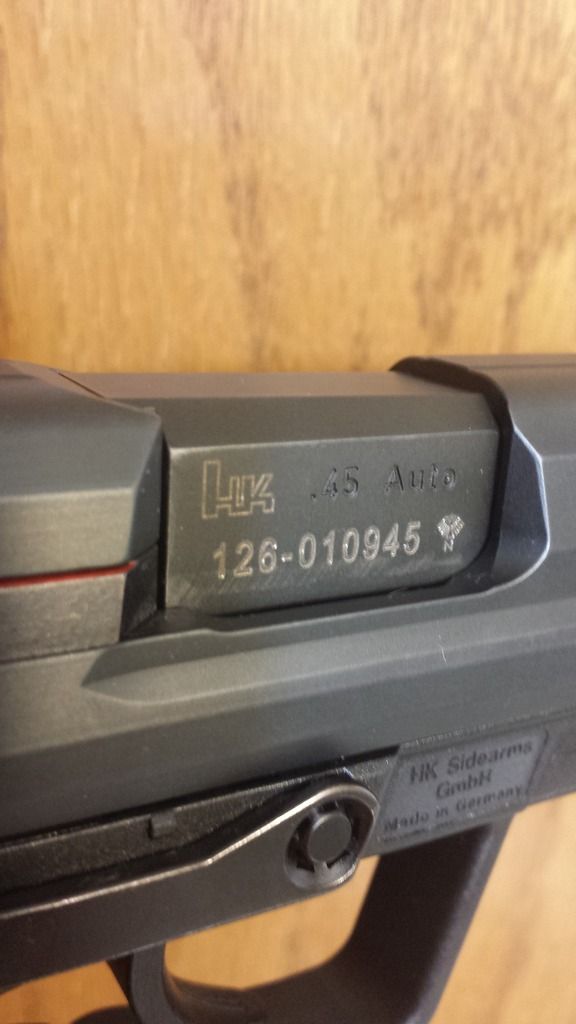 HK .45 Auto
126-010945 N
HK Sidearms
GmbH
Made in Germany